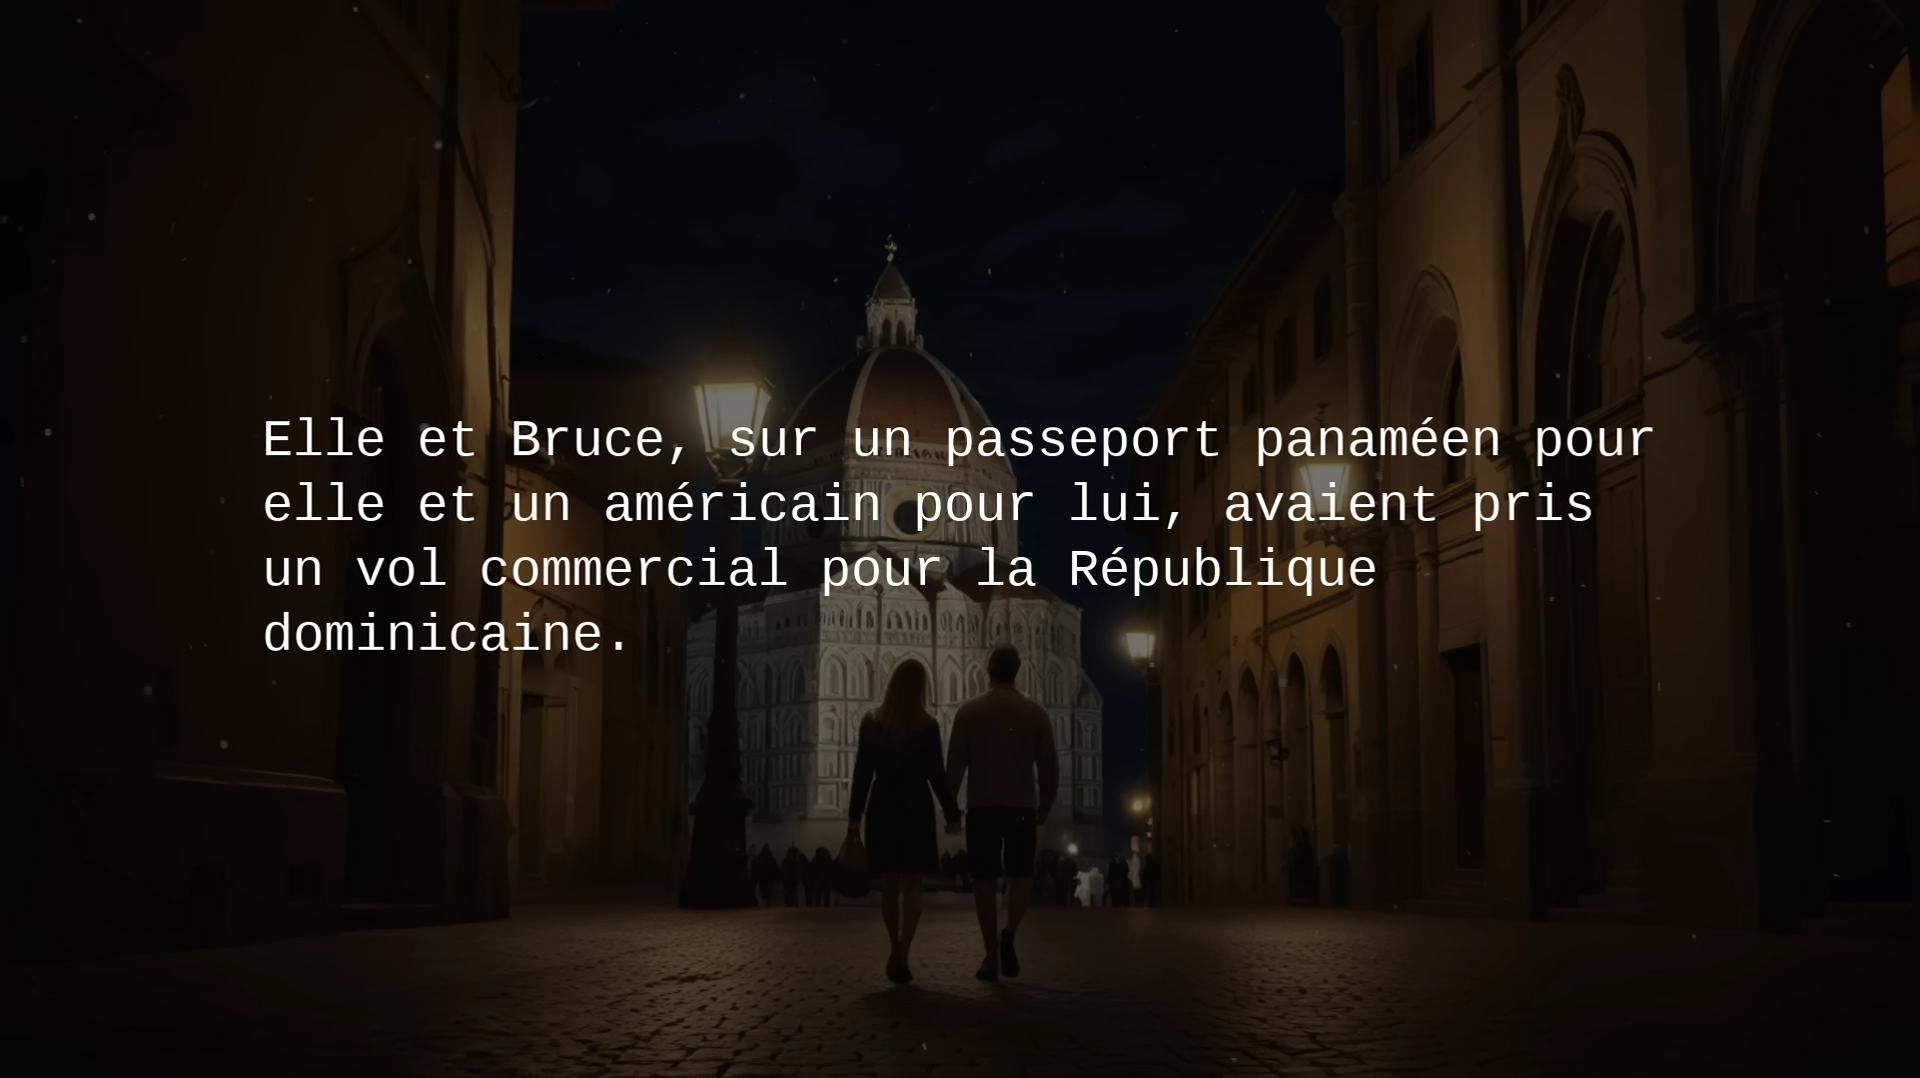 Elle et Bruce, sur un passeport panaméen pour
elle et un américain pour lui, avaient pris
un vol commercial pour la République
dominicaine.